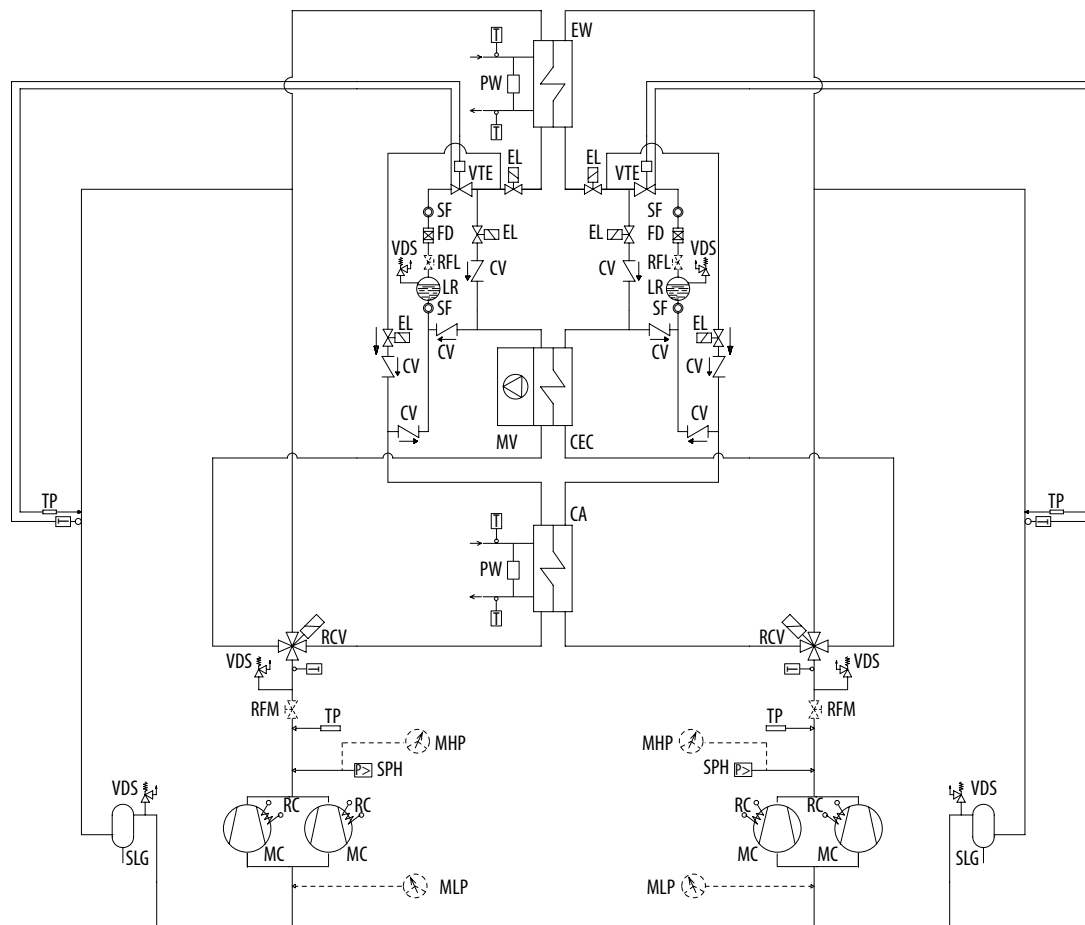 T EW
PW
T
EL EL
VTE VTE
SF SF
FD EL EL FD
VDS VDS
RFL RFL
CV CV
LR LR
SF SF
EL EL
CV CV
CV CV
CV CV
MV CEC
TP TP
T T
T CA
PW
T
RCV RCV
VDS T T VDS
RFM RFM
TP TP
MHP MHP
P> SPH SPH P>
VDS VDS
RC RC RC RC
MC MC MC MC
SLG SLG
MLP MLP